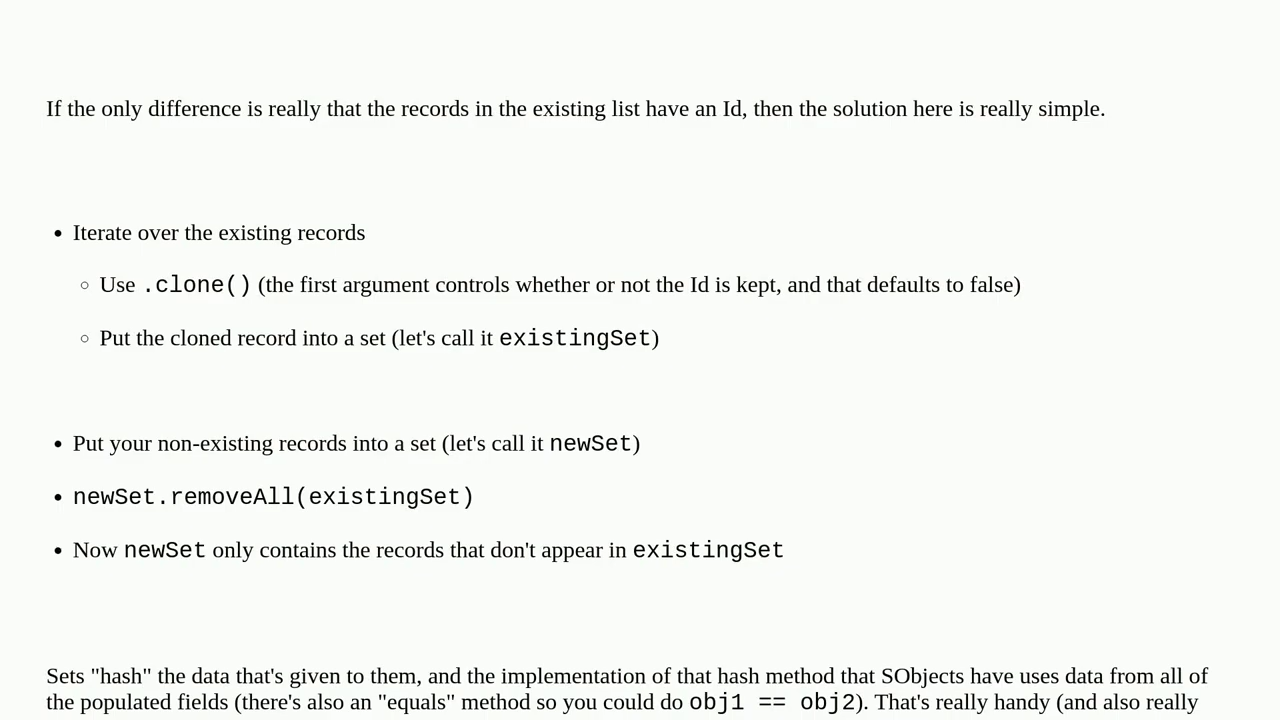 If the only difference is really that the records in the existing list have an Id, then the solution here is really simple.
• Iterate over the existing records
◦ Use .clone() (the first argument controls whether or not the Id is kept, and that defaults to false)
◦ Put the cloned record into a set (let's call it existingSet)
• Put your non-existing records into a set (let's call it newSet)
• newSet.removeAll(existingSet)
• Now newSet only contains the records that don't appear in existingSet
Sets "hash" the data that's given to them, and the implementation of that hash method that SObjects have uses data from all of
the populated fields (there's also an "equals" method so you could do obj1 == obj2). That's really handy (and also really